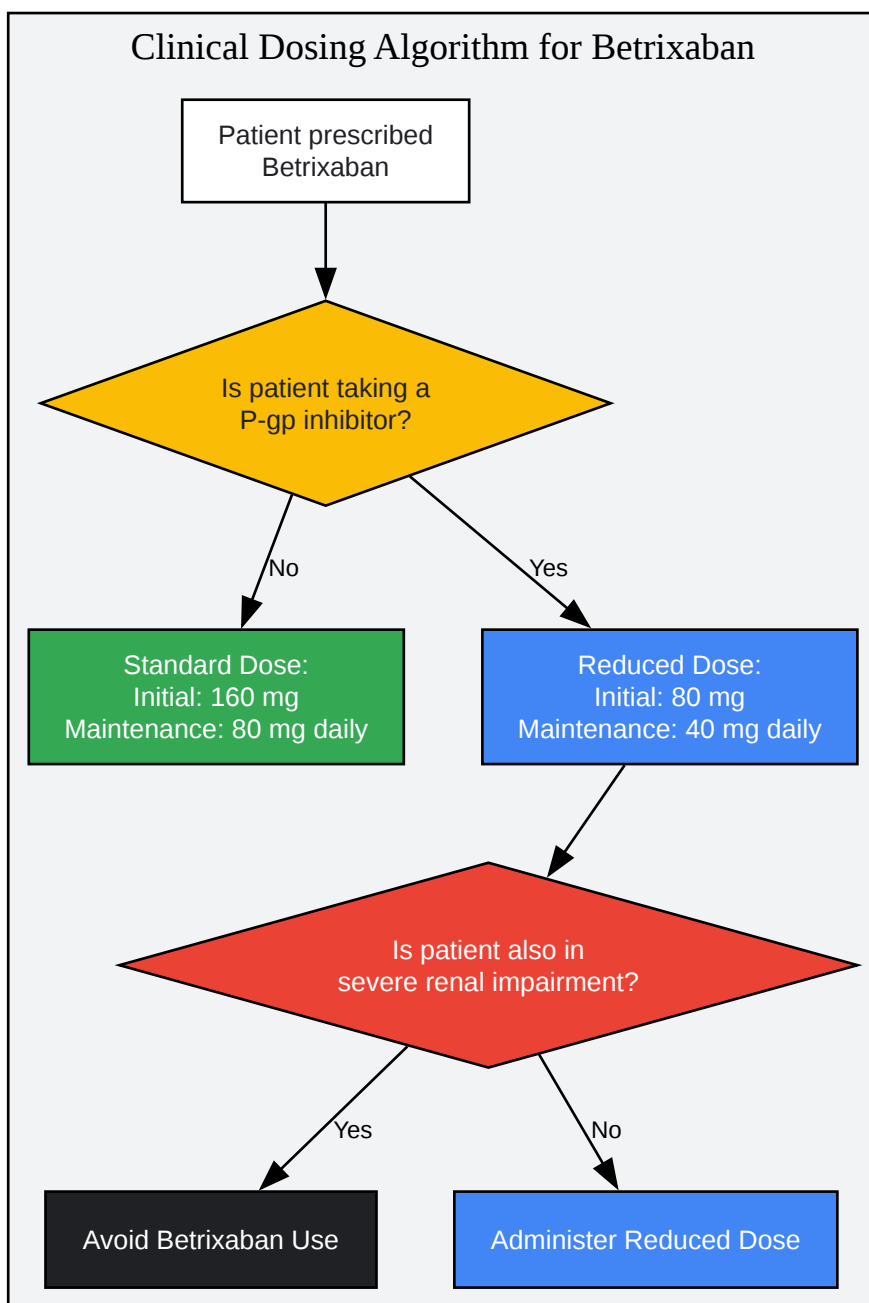 Clinical Dosing Algorithm for Betrixaban
Patient prescribed
Betrixaban
Is patient taking a
P-gp inhibitor?
No
Yes
Standard Dose:
Initial: 160 mg
Maintenance: 80 mg daily
Reduced Dose:
Initial: 80 mg
Maintenance: 40 mg daily
Is patient also in
severe renal impairment?
Yes
No
Avoid Betrixaban Use
Administer Reduced Dose